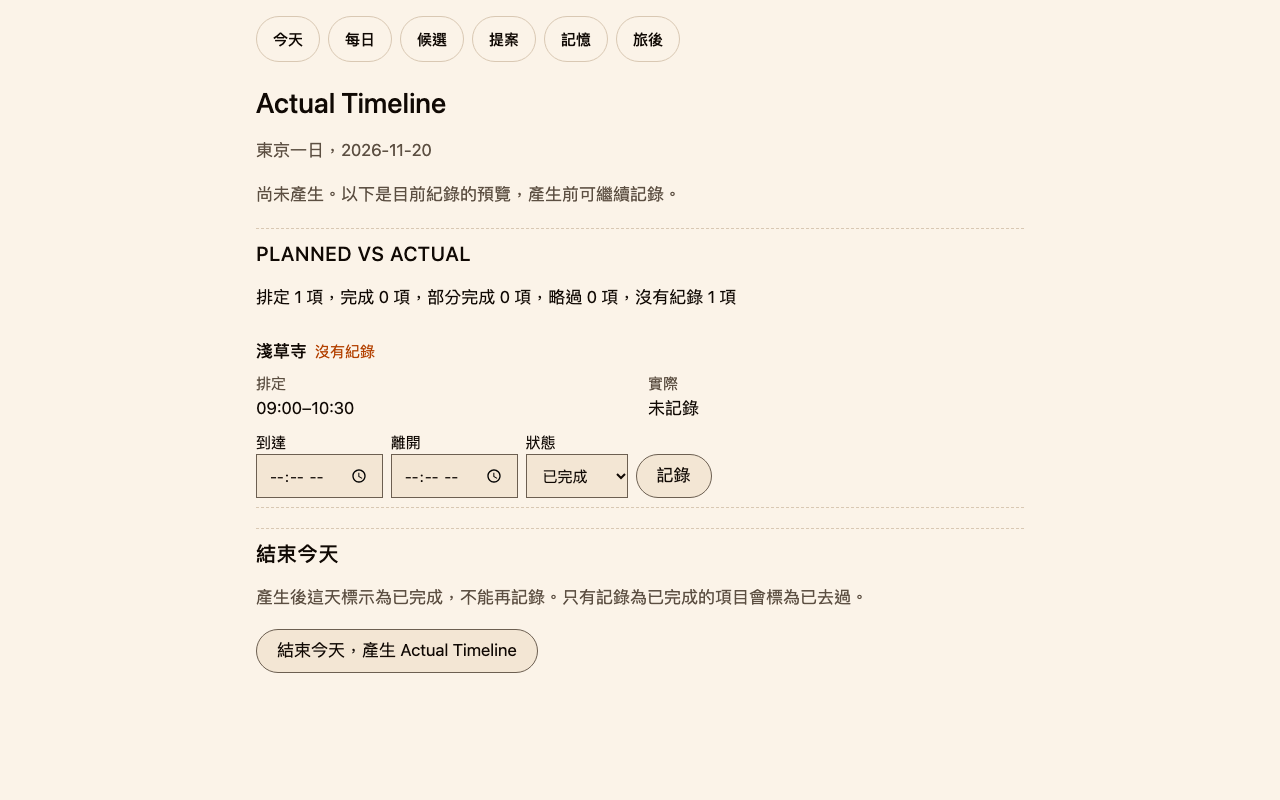 今天 每日 候選 提案 記憶 旅後
Actual Timeline
東京一日，2026-11-20
尚未產生。以下是目前紀錄的預覽，產生前可繼續記錄。
PLANNED VS ACTUAL
排定 1 項，完成 0 項，部分完成 0 項，略過 0 項，沒有紀錄 1 項
淺草寺 沒有紀錄
排定 實際
09:00–10:30 未記錄
到達 離開 狀態
--:-- -- --:-- -- 已完成 記錄
結束今天
產生後這天標示為已完成，不能再記錄。只有記錄為已完成的項目會標為已去過。
結束今天，產生 Actual Timeline